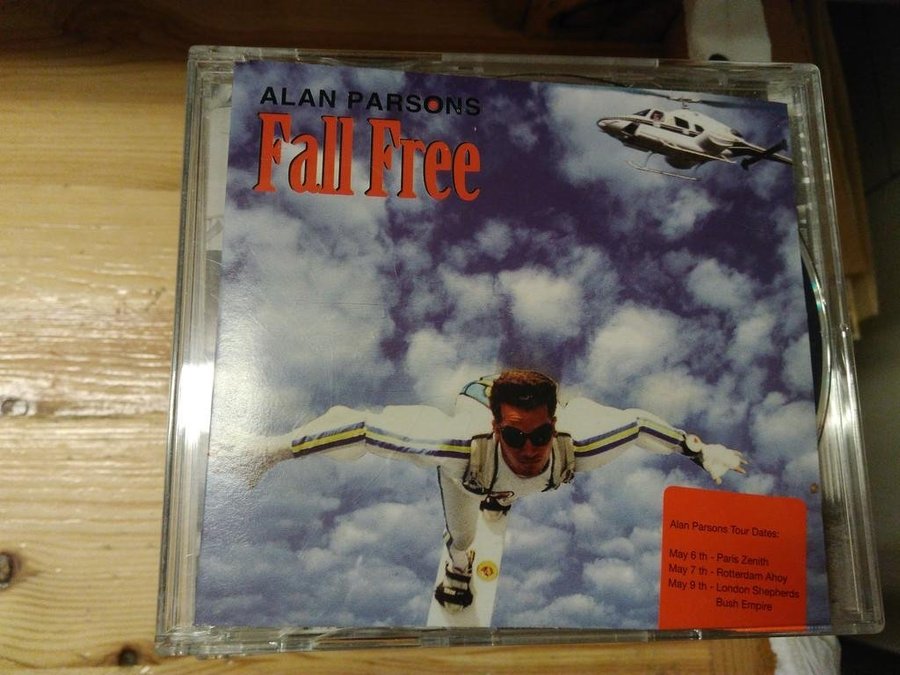 ALAN PARSONS
Fall Free
Alan Parsons Tour Dates:
May 6 th - Paris Zenith
May 7 th - Rotterdam Ahoy
May 9 th - London Shepherds
Bush Empire